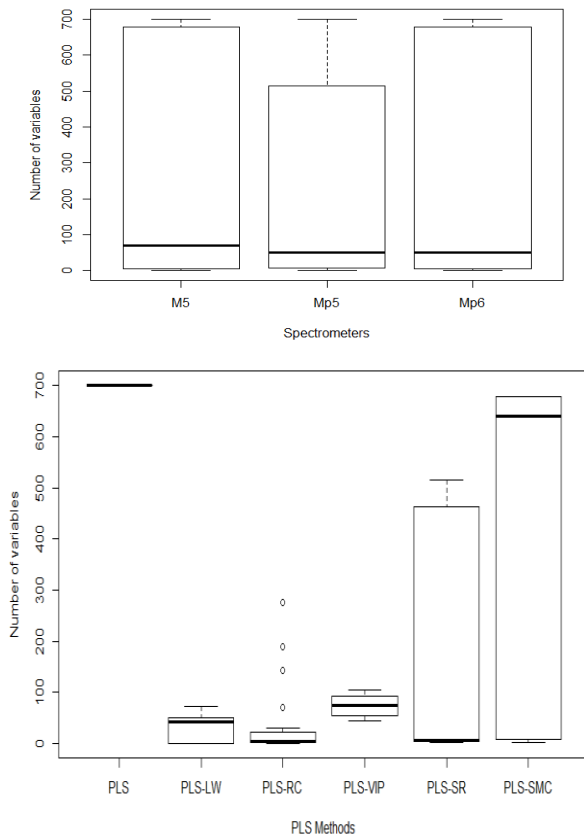 700
600
500
400
300
200
100
0
Number of variables
M5 Mp5 Mp6
Spectrometers
700
600
500
400
300
200
100
0
Number of variables
PLS PLS-LW PLS-RC PLS-VIP PLS-SR PLS-SMC
PLS Methods